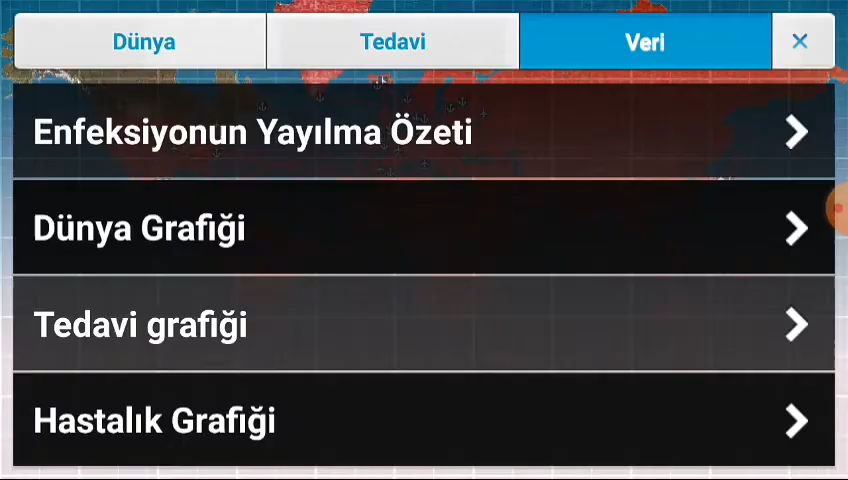 Dünya Tedavi Veri ×
Enfeksiyonun Yayılma Özeti
Dünya Grafiği
Tedavi grafiği
Hastalık Grafiği